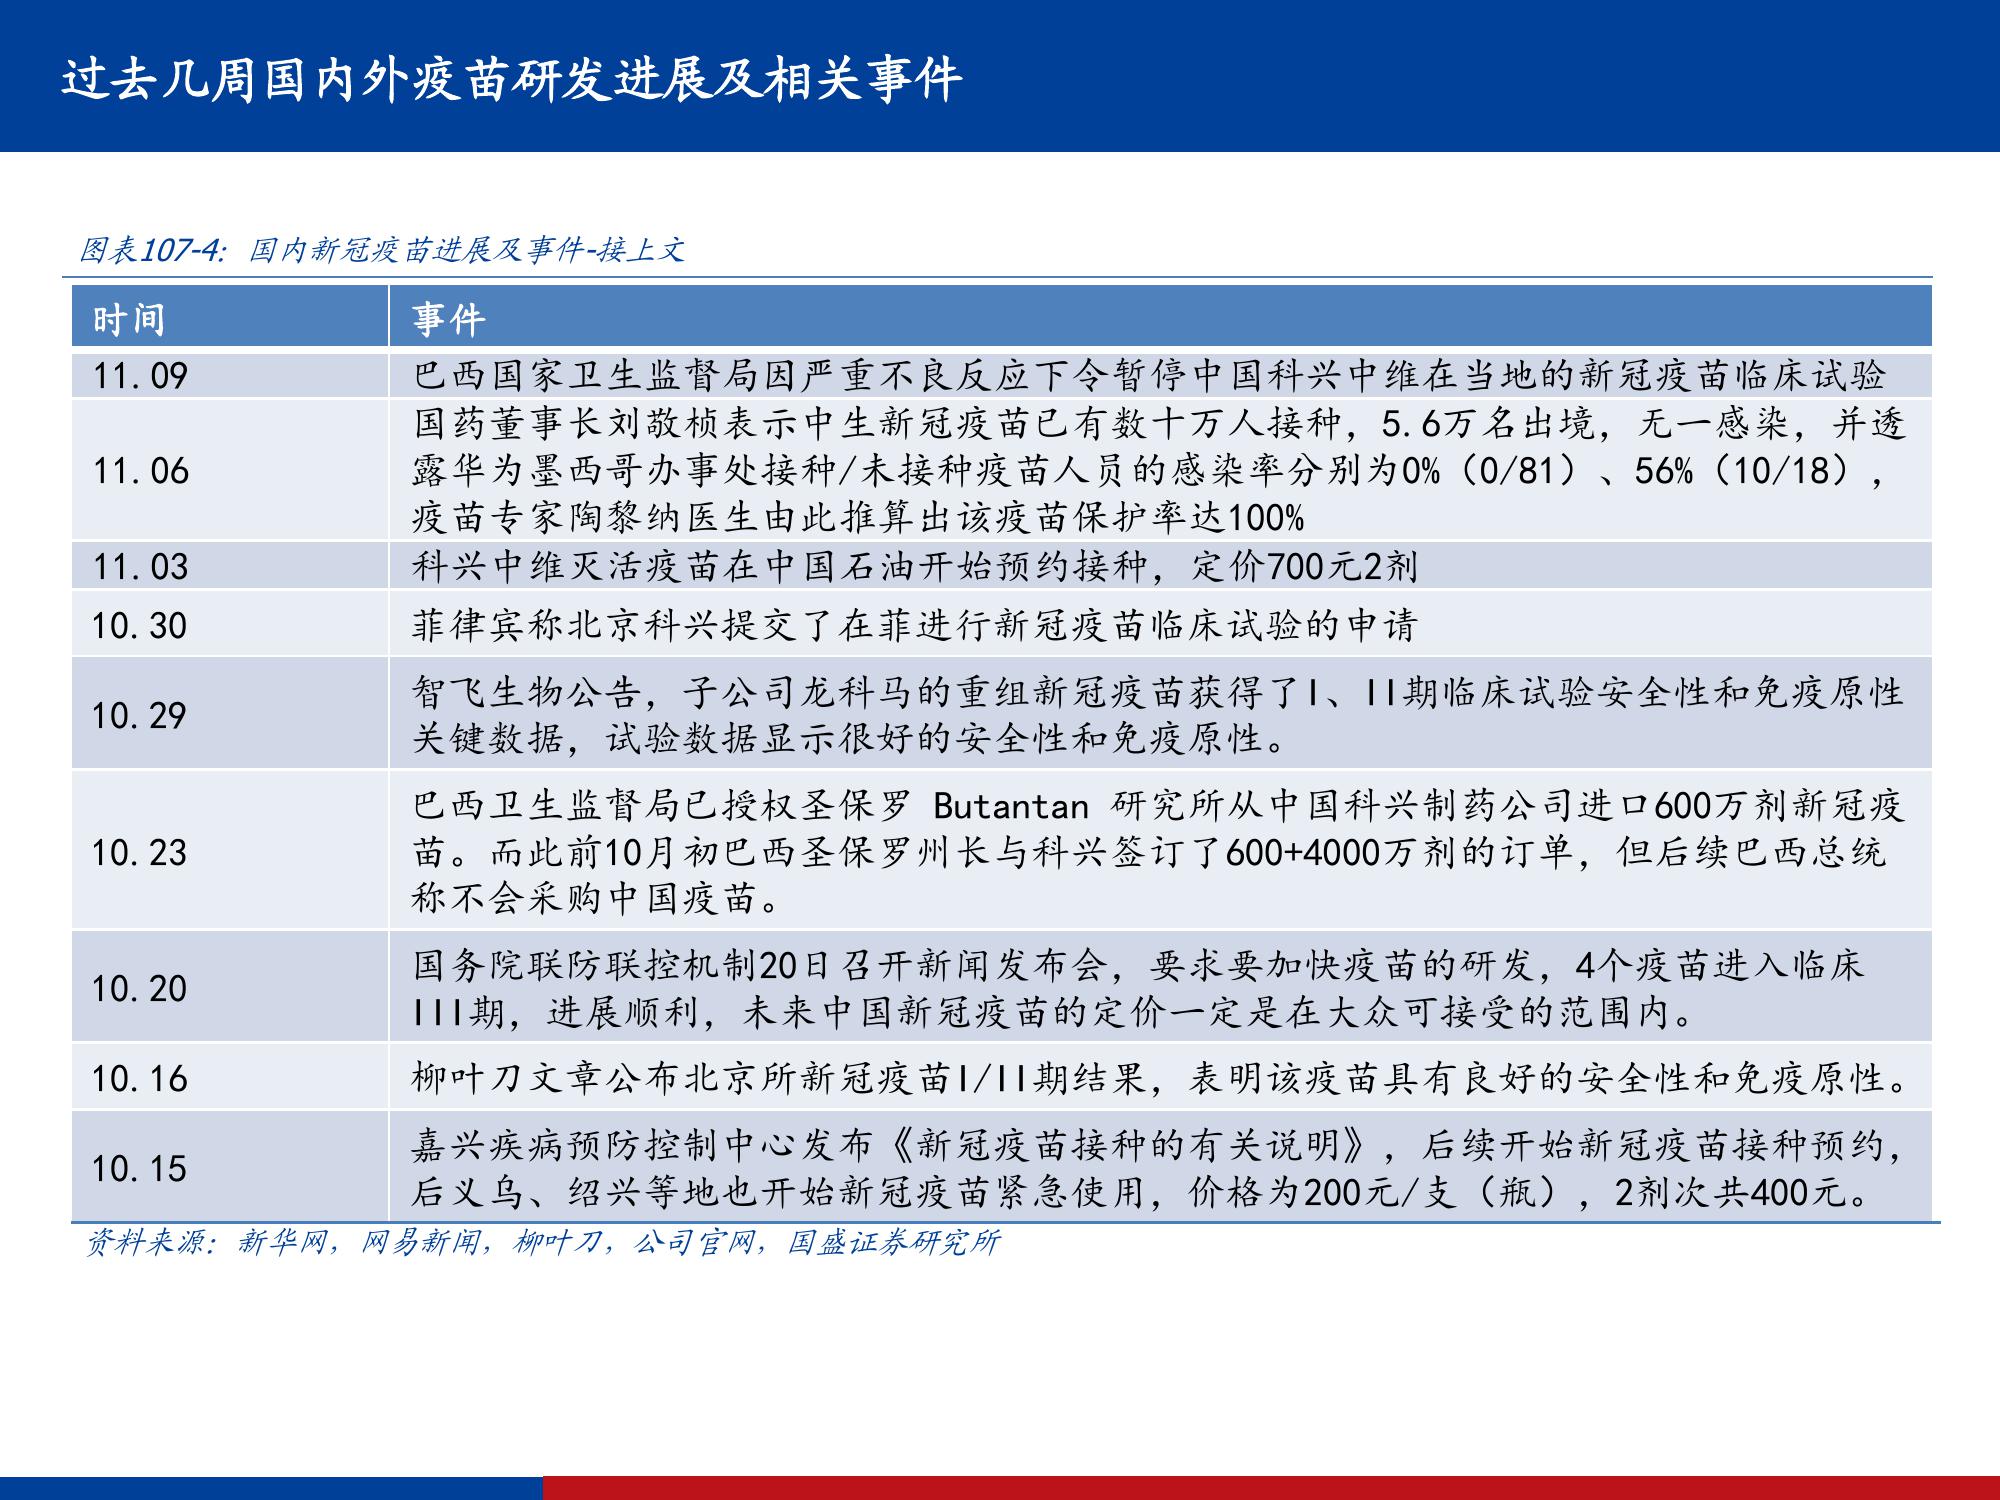 过去几周国内外疫苗研发进展及相关事件
图表107-4：国内新冠疫苗进展及事件-接上文
时间 事件
11.09 巴西国家卫生监督局因严重不良反应下令暂停中国科兴中维在当地的新冠疫苗临床试验
11.06 国药董事长刘敬桢表示中生新冠疫苗已有数十万人接种，5.6万名出境，无一感染，并透
露华为墨西哥办事处接种/未接种疫苗人员的感染率分别为0%（0/81）、56%（10/18），
疫苗专家陶黎纳医生由此推算出该疫苗保护率达100%
11.03 科兴中维灭活疫苗在中国石油开始预约接种，定价700元2剂
10.30 菲律宾称北京科兴提交了在菲进行新冠疫苗临床试验的申请
10.29 智飞生物公告，子公司龙科马的重组新冠疫苗获得了I、II期临床试验安全性和免疫原性
关键数据，试验数据显示很好的安全性和免疫原性。
10.23 巴西卫生监督局已授权圣保罗 Butantan 研究所从中国科兴制药公司进口600万剂新冠疫
苗。而此前10月初巴西圣保罗州长与科兴签订了600+4000万剂的订单，但后续巴西总统
称不会采购中国疫苗。
10.20 国务院联防联控机制20日召开新闻发布会，要求要加快疫苗的研发，4个疫苗进入临床
III期，进展顺利，未来中国新冠疫苗的定价一定是在大众可接受的范围内。
10.16 柳叶刀文章公布北京所新冠疫苗I/II期结果，表明该疫苗具有良好的安全性和免疫原性。
10.15 嘉兴疾病预防控制中心发布《新冠疫苗接种的有关说明》，后续开始新冠疫苗接种预约，
后义乌、绍兴等地也开始新冠疫苗紧急使用，价格为200元/支（瓶），2剂次共400元。
资料来源：新华网，网易新闻，柳叶刀，公司官网，国盛证券研究所